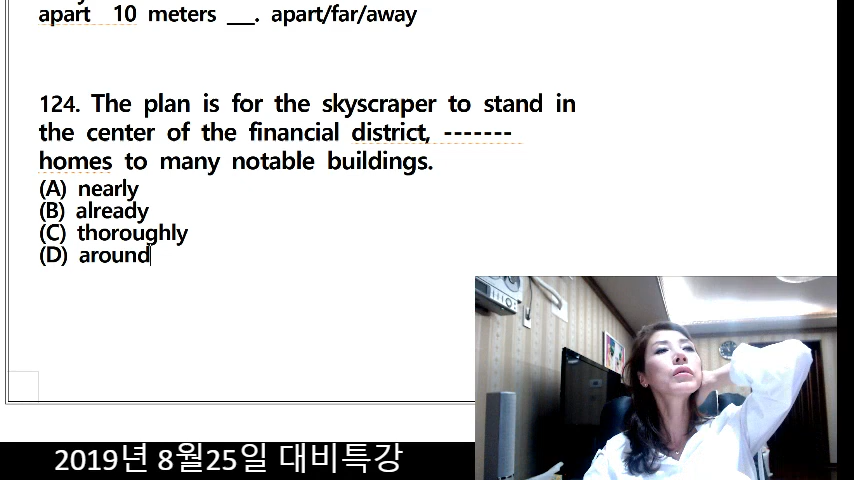 apart 10 meters __. apart/far/away
124. The plan is for the skyscraper to stand in
the center of the financial district, -------
homes to many notable buildings.
(A) nearly
(B) already
(C) thoroughly
(D) around
2019년 8월25일 대비특강